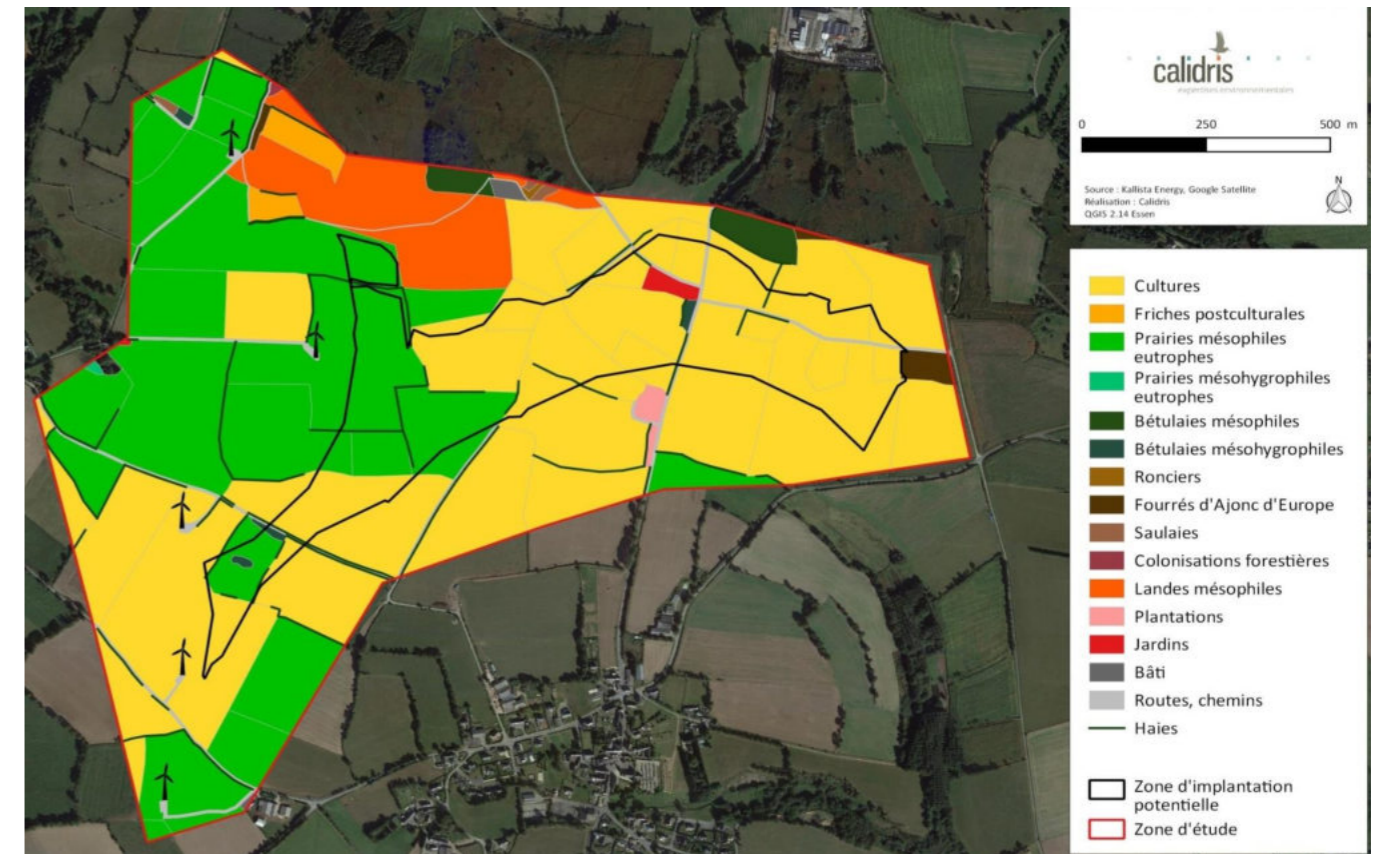 calidris
expertises environnementales
0 250 500 m
Source : Kallista Energy, Google Satellite
Réalisation : Calidris
QGIS 2.14 Essen
N
Cultures
Friches postculturales
Prairies mésophiles
eutrophes
Prairies mésohygrophiles
eutrophes
Bétulaies mésophiles
Bétulaies mésohygrophiles
Ronciers
Fourrés d'Ajonc d'Europe
Saulaies
Colonisations forestières
Landes mésophiles
Plantations
Jardins
Bâti
Routes, chemins
Haies
Zone d'implantation
potentielle
Zone d'étude